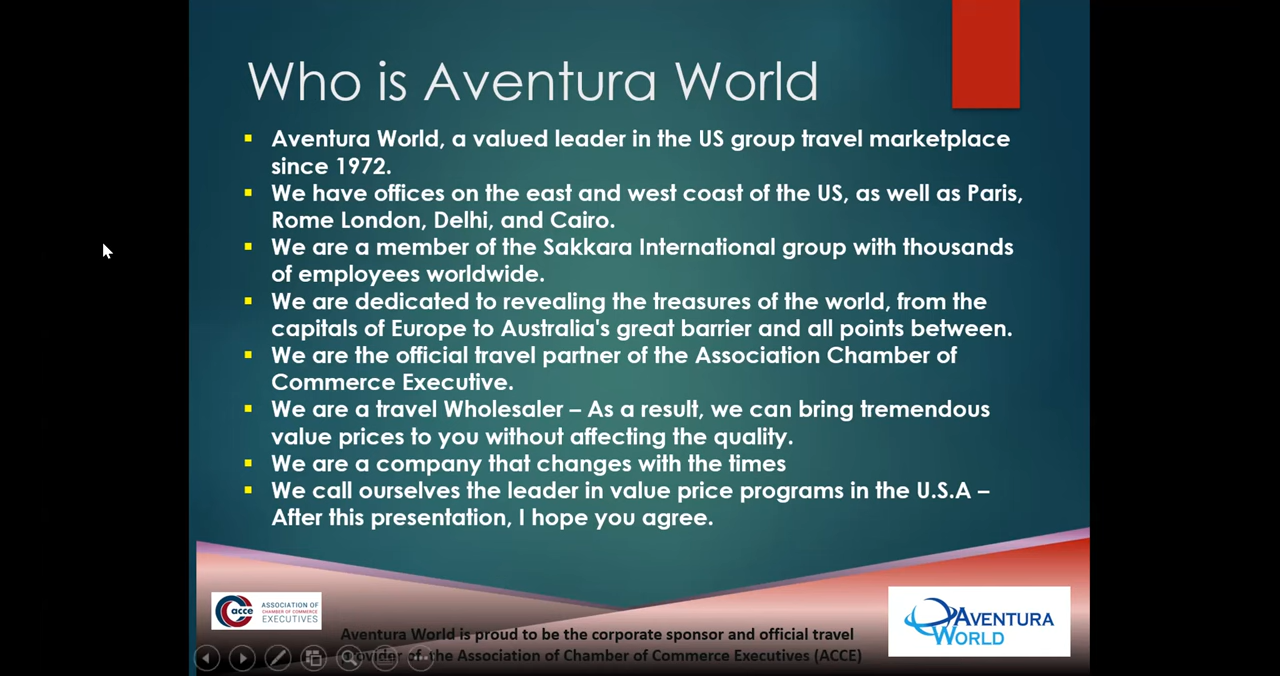 Who is Aventura World
Aventura World, a valued leader in the US group travel marketplace
since 1972.
We have offices on the east and west coast of the US, as well as Paris,
Rome London, Delhi, and Cairo.
We are a member of the Sakkara International group with thousands
of employees worldwide.
We are dedicated to revealing the treasures of the world, from the
capitals of Europe to Australia's great barrier and all points between.
We are the official travel partner of the Association Chamber of
Commerce Executive.
We are a travel Wholesaler – As a result, we can bring tremendous
value prices to you without affecting the quality.
We are a company that changes with the times
We call ourselves the leader in value price programs in the U.S.A –
After this presentation, I hope you agree.
acce
ASSOCIATION OF
CHAMBER OF COMMERCE
EXECUTIVES
Aventura World is proud to be the corporate sponsor and official travel
provider of the Association of Chamber of Commerce Executives (ACCE)
AVENTURA
WORLD